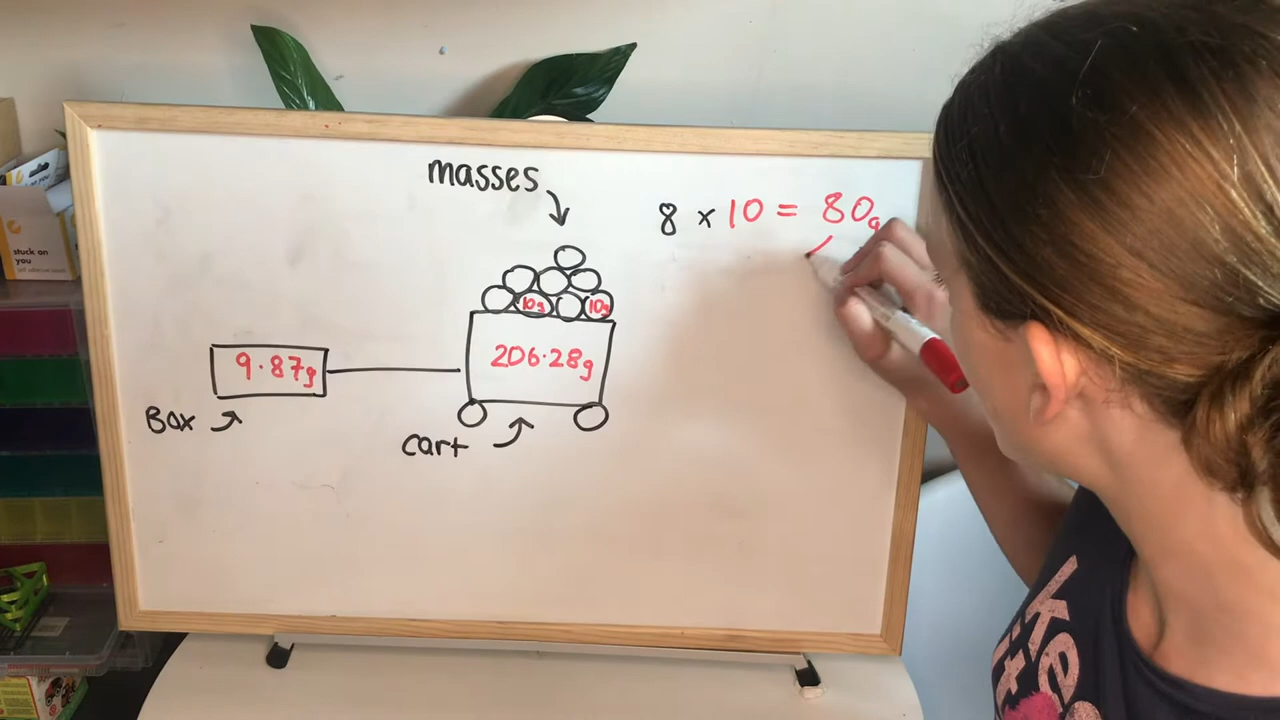 masses
8 × 10 = 80g
10g 10g
9.87g
206.28g
Box
cart
stuck on
you